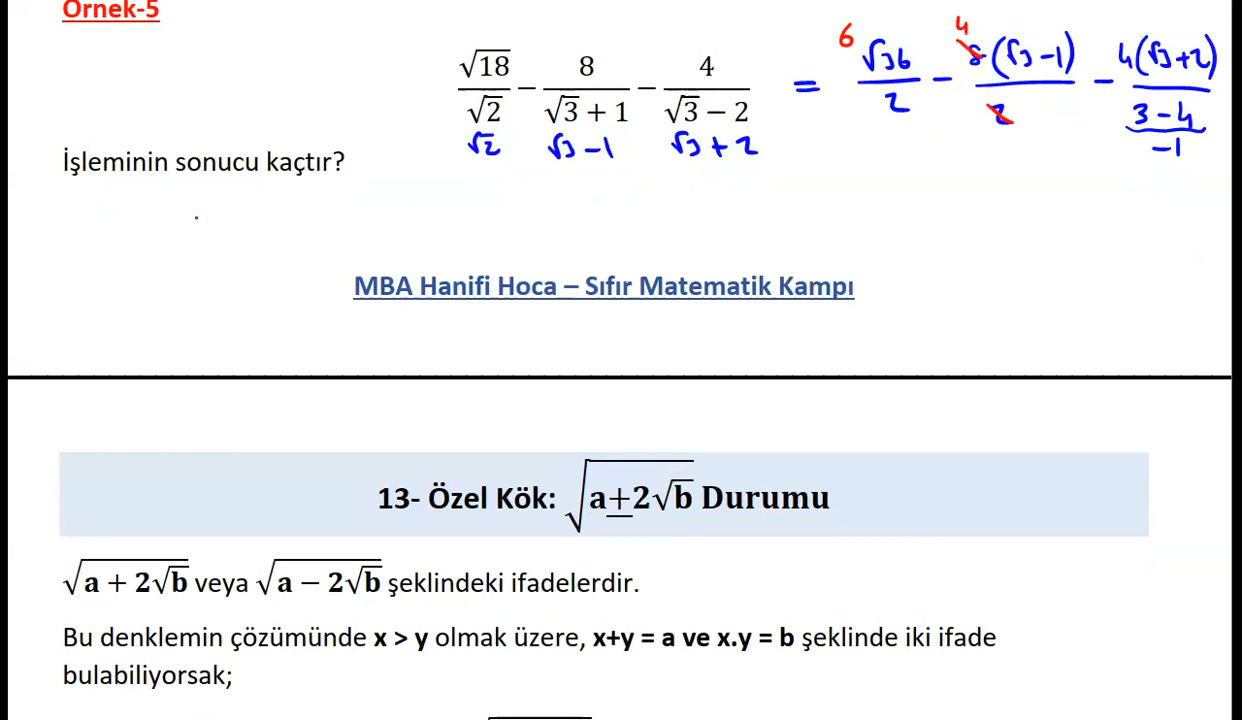 Örnek-5
√18/√2 − 8/(√3 + 1) − 4/(√3 − 2) = 6 √36/2 − 4 8(√3 −1)/2 − 4(√3+2)/(3 − 4)
√2 √3 −1 √3 + 2 −1
İşleminin sonucu kaçtır?
MBA Hanifi Hoca – Sıfır Matematik Kampı
13- Özel Kök: √(a±2√b) Durumu
√(a + 2√b) veya √(a − 2√b) şeklindeki ifadelerdir.
Bu denklemin çözümünde x > y olmak üzere, x+y = a ve x.y = b şeklinde iki ifade
bulabiliyorsak;